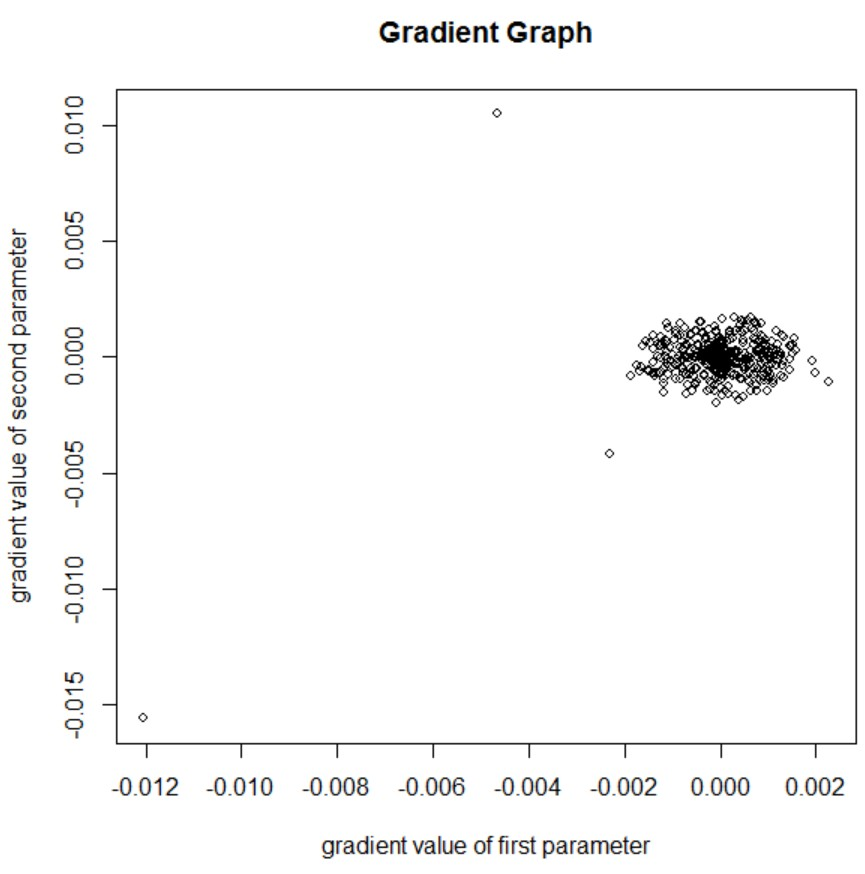 Gradient Graph
gradient value of second parameter
0.010
0.005
0.000
-0.005
-0.010
-0.015
-0.012 -0.010 -0.008 -0.006 -0.004 -0.002 0.000 0.002
gradient value of first parameter